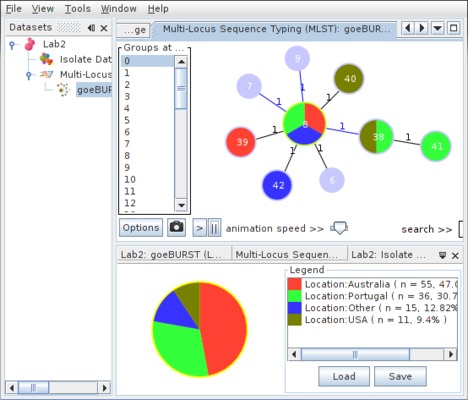 File View Tools Window Help
Datasets
...ge Multi-Locus Sequence Typing (MLST): goeBUR...
Lab2
Isolate Dat
Multi-Locus
goeBUR
Groups at ...
0
1
2
3
4
5
6
7
8
9
10
11
12
9
7
40
1
1
1
8
39
1
1
38
1
41
1
1
42
6
Options > || animation speed >> search >>
Lab2: goeBURST (L... Multi-Locus Sequen... Lab2: Isolate ...
Legend
Location:Australia ( n = 55, 47.0
Location:Portugal ( n = 36, 30.7
Location:Other ( n = 15, 12.82%
Location:USA ( n = 11, 9.4% )
Load Save